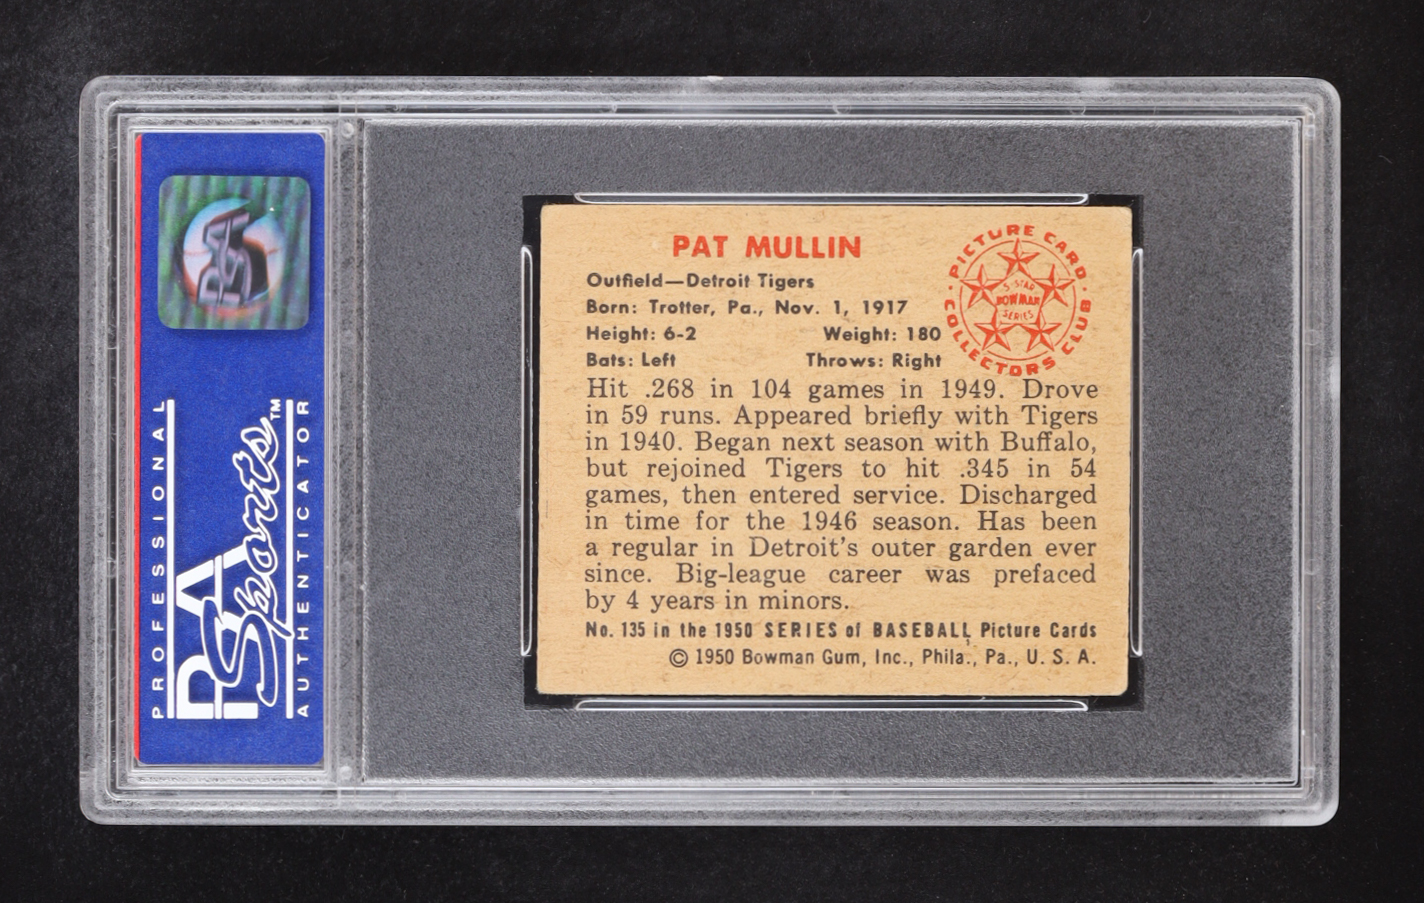 PSA
PROFESSIONAL
PSA Sports™
AUTHENTICATOR
PAT MULLIN
Outfield—Detroit Tigers
Born: Trotter, Pa., Nov. 1, 1917
Height: 6-2 Weight: 180
Bats: Left Throws: Right
PICTURE CARD
COLLECTORS CLUB
5-STAR
BOWMAN
SERIES
Hit .268 in 104 games in 1949. Drove
in 59 runs. Appeared briefly with Tigers
in 1940. Began next season with Buffalo,
but rejoined Tigers to hit .345 in 54
games, then entered service. Discharged
in time for the 1946 season. Has been
a regular in Detroit's outer garden ever
since. Big-league career was prefaced
by 4 years in minors.
No. 135 in the 1950 SERIES of BASEBALL Picture Cards
© 1950 Bowman Gum, Inc., Phila., Pa., U. S. A.